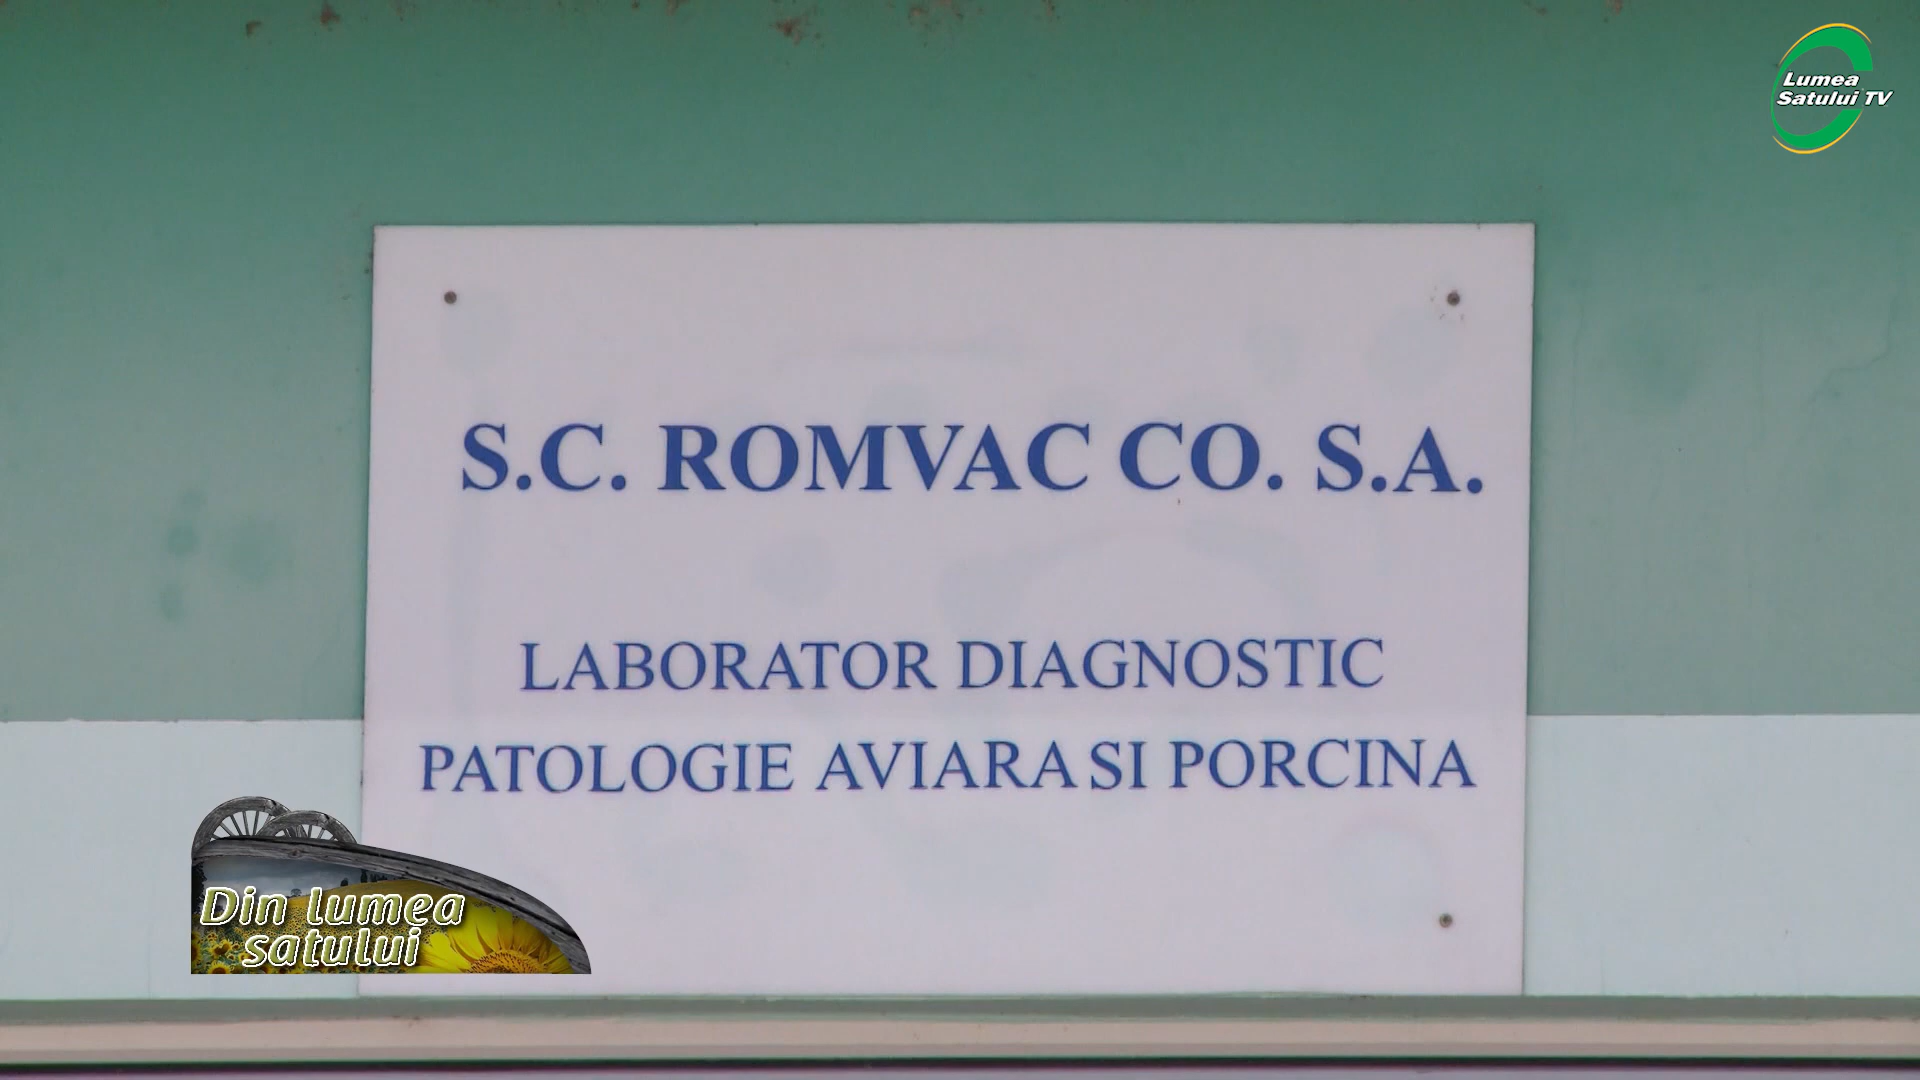 Lumea
Satului TV
S.C. ROMVAC CO. S.A.
LABORATOR DIAGNOSTIC
PATOLOGIE AVIARA SI PORCINA
Din lumea
satului